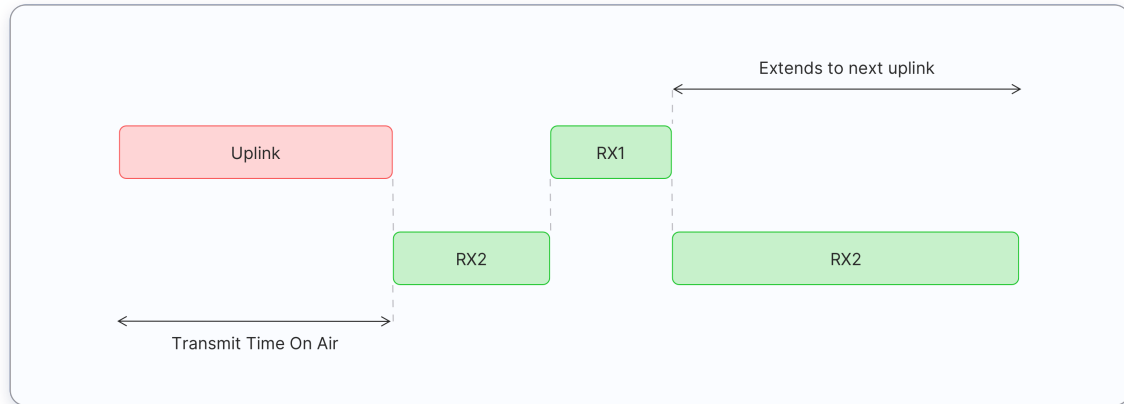 Extends to next uplink
Uplink
RX1
RX2
RX2
Transmit Time On Air